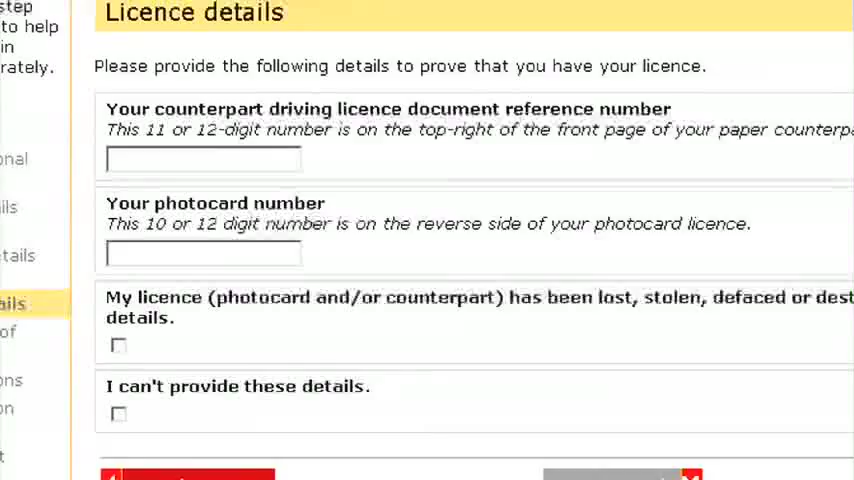 step
to help
in
rately.
onal
ils
tails
ails
of
ons
on
t
Licence details
Please provide the following details to prove that you have your licence.
Your counterpart driving licence document reference number
This 11 or 12-digit number is on the top-right of the front page of your paper counterpa
Your photocard number
This 10 or 12 digit number is on the reverse side of your photocard licence.
My licence (photocard and/or counterpart) has been lost, stolen, defaced or dest
details.
I can't provide these details.